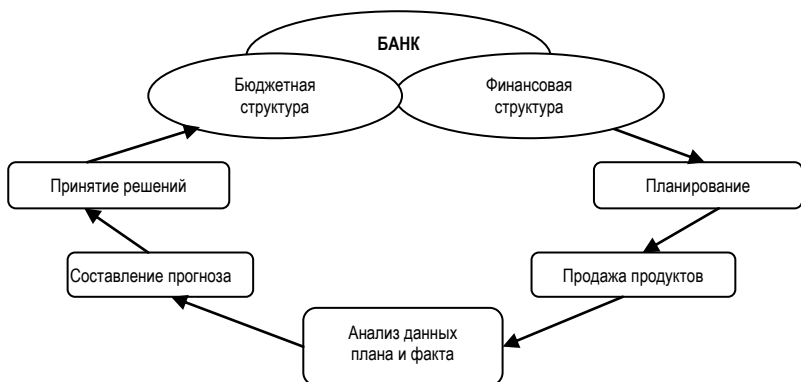 БАНК
Бюджетная
структура
Финансовая
структура
Принятие решений
Планирование
Составление прогноза
Продажа продуктов
Анализ данных
плана и факта